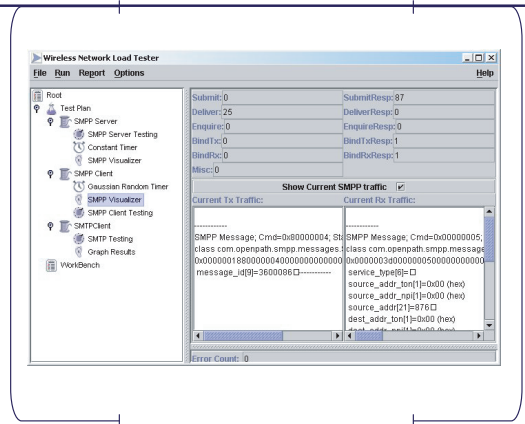 Wireless Network Load Tester
File Run Report Options Help
Root
Test Plan
SMPP Server
SMPP Server Testing
Constant Timer
SMPP Visualizer
SMPP Client
Gaussian Random Timer
SMPP Visualizer
SMPP Client Testing
SMTPClient
SMTP Testing
Graph Results
WorkBench
Submit: 0 SubmitResp: 87
Deliver: 25 DeliverResp: 0
Enquire: 0 EnquireResp: 0
BindTx: 0 BindTxResp: 1
BindRx: 0 BindRxResp: 1
Misc: 0
Show Current SMPP traffic
Current Tx Traffic:
------------
SMPP Message; Cmd=0x80000004; Sta
class com.openpath.smpp.messages.S
message_id[9]=3600086□-----------
Current Rx Traffic:
------------
SMPP Message; Cmd=0x00000005;
class com.openpath.smpp.message
service_type[6]=□
source_addr_ton[1]=0x00 (hex)
source_addr_npi[1]=0x00 (hex)
source_addr[21]=876□
dest_addr_ton[1]=0x00 (hex)
dest_addr_npi[1]=0x00 (hex)
Error Count: 0